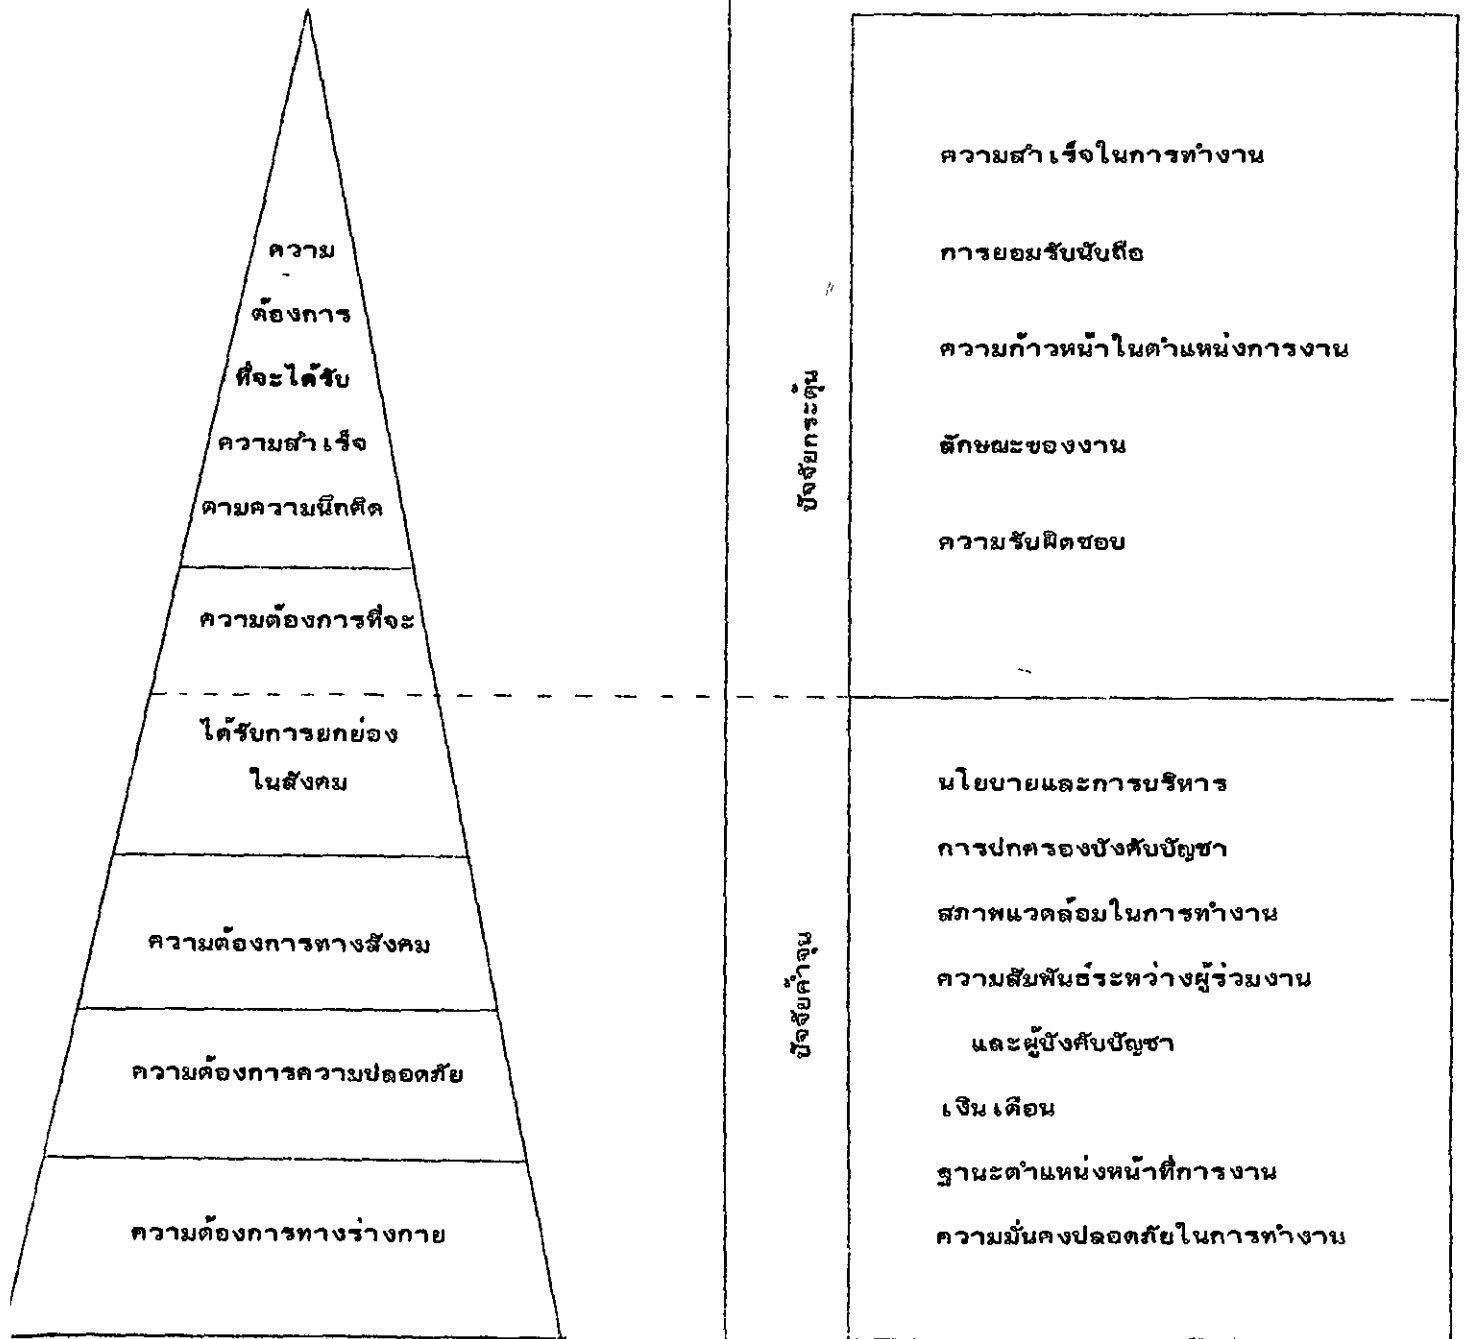 ความ
ต้องการ
ที่จะได้รับ
ความสำเร็จ
ตามความนึกคิด
ความต้องการที่จะ
ได้รับการยกย่อง
ในสังคม
ความต้องการทางสังคม
ความต้องการความปลอดภัย
ความต้องการทางร่างกาย
ปัจจัยกระตุ้น
ความสำเร็จในการทำงาน
การยอมรับนับถือ
ความก้าวหน้าในตำแหน่งการงาน
ลักษณะของงาน
ความรับผิดชอบ
ปัจจัยค้ำจุน
นโยบายและการบริหาร
การปกครองบังคับบัญชา
สภาพแวดล้อมในการทำงาน
ความสัมพันธ์ระหว่างผู้ร่วมงาน
และผู้บังคับบัญชา
เงินเดือน
ฐานะตำแหน่งหน้าที่การงาน
ความมั่นคงปลอดภัยในการทำงาน